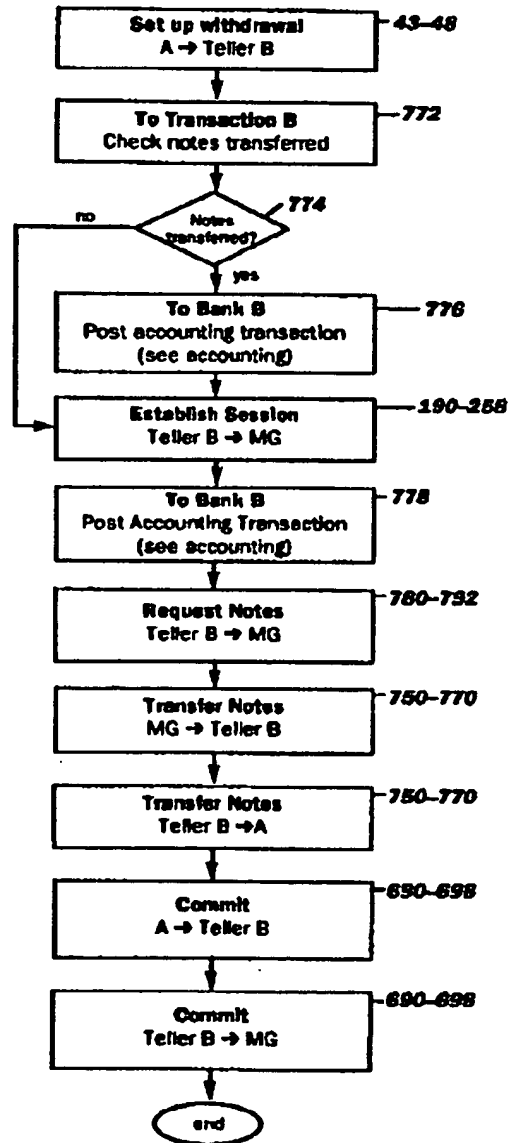 Set up withdrawal
A → Teller B
43–48
To Transaction B
Check notes transferred
772
Notes
transferred?
774
no
yes
To Bank B
Post accounting transaction
(see accounting)
776
Establish Session
Teller B → MG
190–258
To Bank B
Post Accounting Transaction
(see accounting)
778
Request Notes
Teller B → MG
780–792
Transfer Notes
MG → Teller B
750–770
Transfer Notes
Teller B → A
750–770
Commit
A → Teller B
690–698
Commit
Teller B → MG
690–698
end